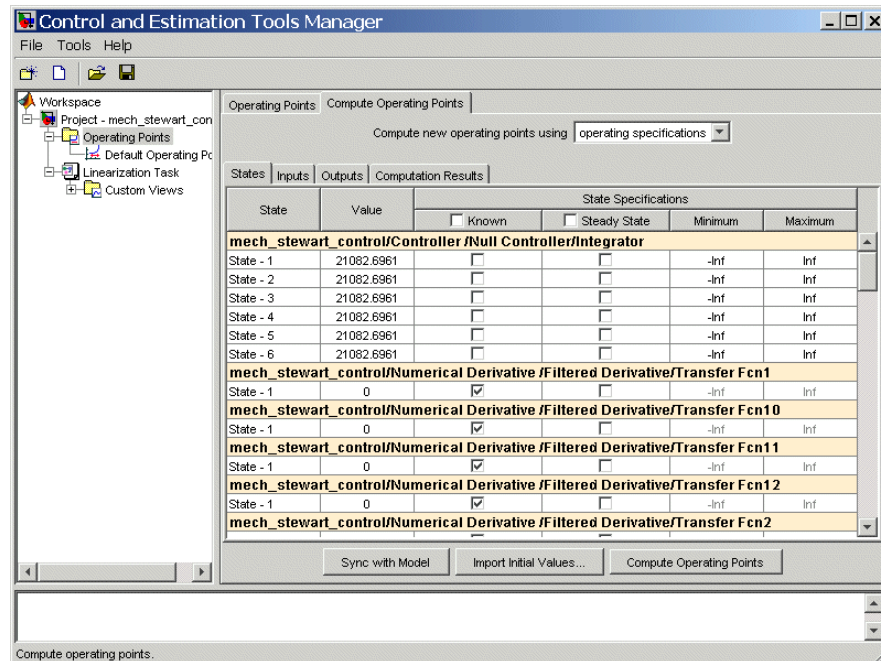 Control and Estimation Tools Manager
File Tools Help
Workspace
Project - mech_stewart_con
Operating Points
Default Operating Pc
Linearization Task
Custom Views
Operating Points Compute Operating Points
Compute new operating points using operating specifications
States Inputs Outputs Computation Results
State Value State Specifications
Known Steady State Minimum Maximum
mech_stewart_control/Controller /Null Controller/Integrator
State - 1 21082.6961 -Inf Inf
State - 2 21082.6961 -Inf Inf
State - 3 21082.6961 -Inf Inf
State - 4 21082.6961 -Inf Inf
State - 5 21082.6961 -Inf Inf
State - 6 21082.6961 -Inf Inf
mech_stewart_control/Numerical Derivative /Filtered Derivative/Transfer Fcn1
State - 1 0 -Inf Inf
mech_stewart_control/Numerical Derivative /Filtered Derivative/Transfer Fcn10
State - 1 0 -Inf Inf
mech_stewart_control/Numerical Derivative /Filtered Derivative/Transfer Fcn11
State - 1 0 -Inf Inf
mech_stewart_control/Numerical Derivative /Filtered Derivative/Transfer Fcn12
State - 1 0 -Inf Inf
mech_stewart_control/Numerical Derivative /Filtered Derivative/Transfer Fcn2
Sync with Model Import Initial Values... Compute Operating Points
Compute operating points.